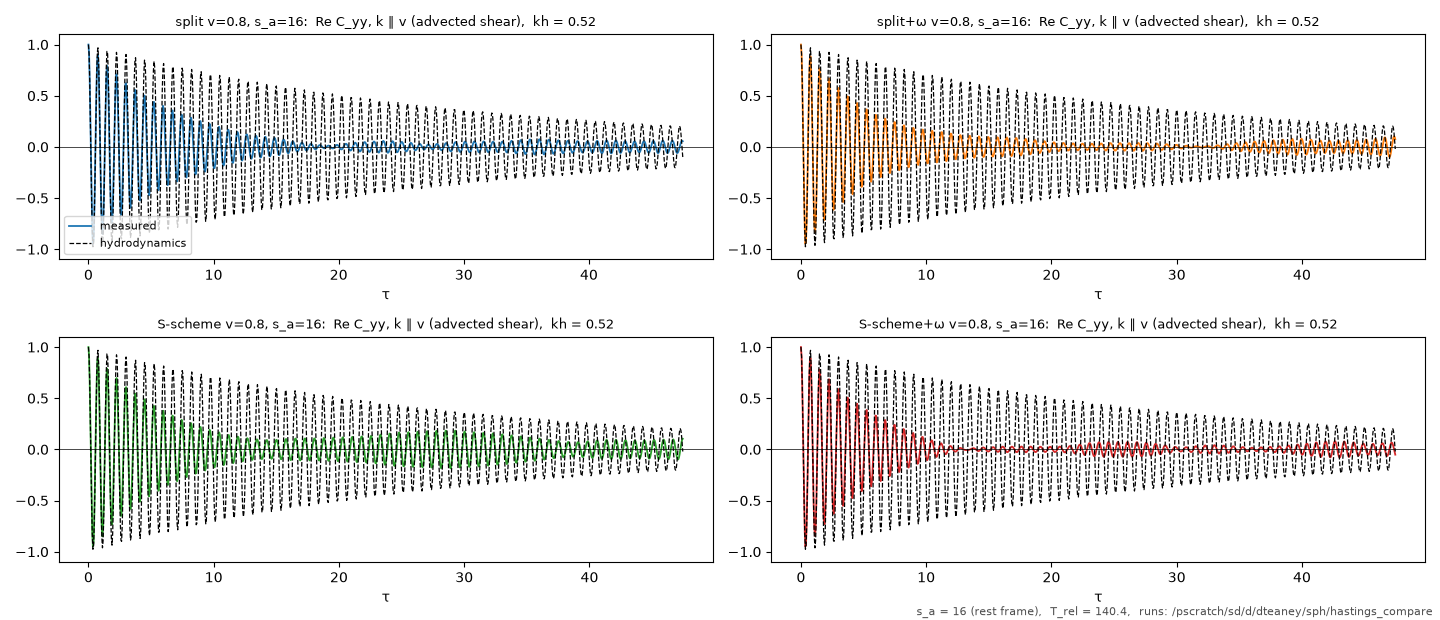 split v=0.8, s_a=16:  Re C_yy, k ∥ v (advected shear),  kh = 0.52
1.0
0.5
0.0
−0.5
−1.0
measured
hydrodynamics
0 10 20 30 40
τ
split+ω v=0.8, s_a=16:  Re C_yy, k ∥ v (advected shear),  kh = 0.52
1.0
0.5
0.0
−0.5
−1.0
0 10 20 30 40
τ
S-scheme v=0.8, s_a=16:  Re C_yy, k ∥ v (advected shear),  kh = 0.52
1.0
0.5
0.0
−0.5
−1.0
0 10 20 30 40
τ
S-scheme+ω v=0.8, s_a=16:  Re C_yy, k ∥ v (advected shear),  kh = 0.52
1.0
0.5
0.0
−0.5
−1.0
0 10 20 30 40
τ
s_a = 16 (rest frame),  T_rel = 140.4,  runs: /pscratch/sd/d/dteaney/sph/hastings_compare